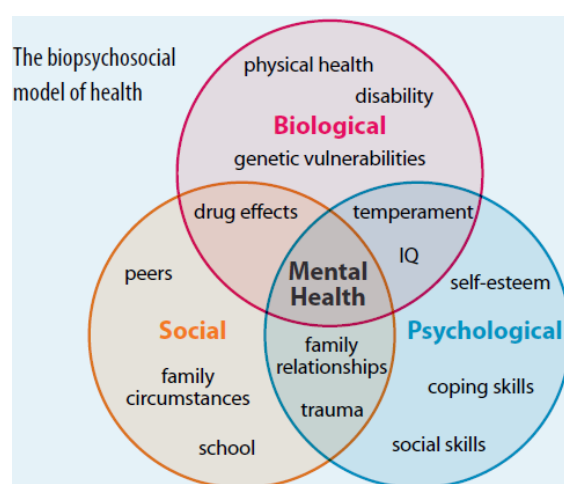 The biopsychosocial
model of health
physical health
disability
Biological
genetic vulnerabilities
drug effects
temperament
IQ
Mental
Health
peers
self-esteem
Social
Psychological
family
relationships
family
circumstances
coping skills
trauma
school
social skills